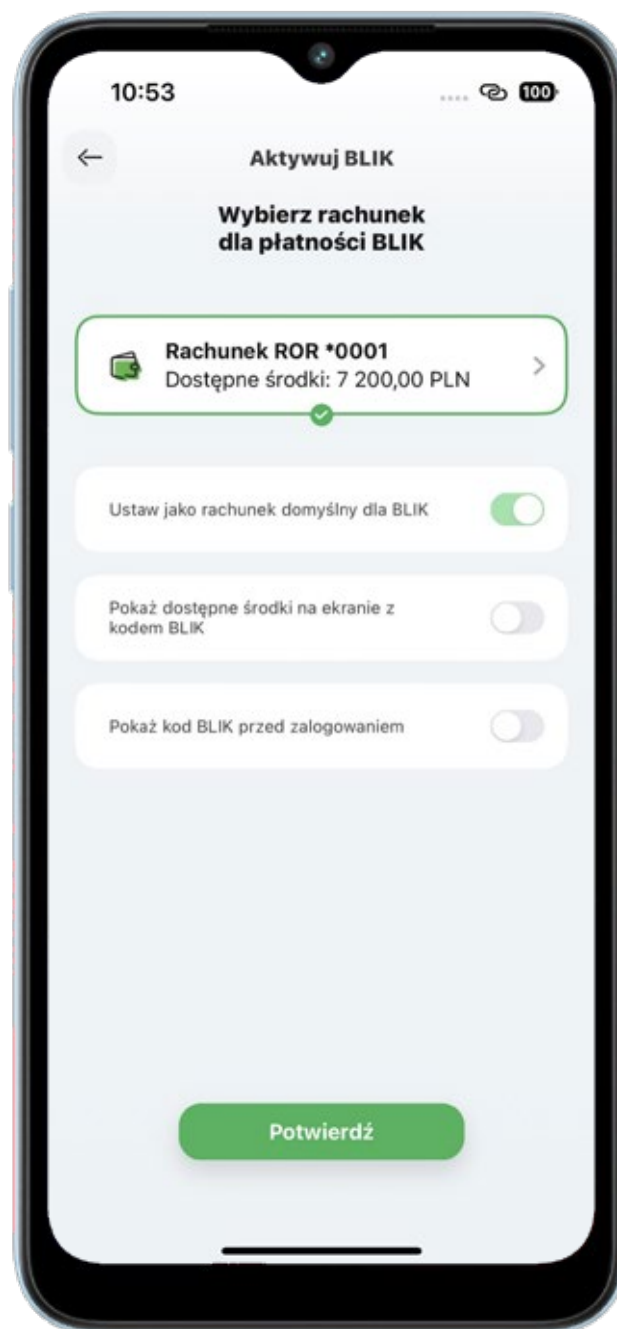 10:53
100
Aktywuj BLIK
Wybierz rachunek
dla płatności BLIK
Rachunek ROR *0001
Dostępne środki: 7 200,00 PLN
Ustaw jako rachunek domyślny dla BLIK
Pokaż dostępne środki na ekranie z
kodem BLIK
Pokaż kod BLIK przed zalogowaniem
Potwierdź